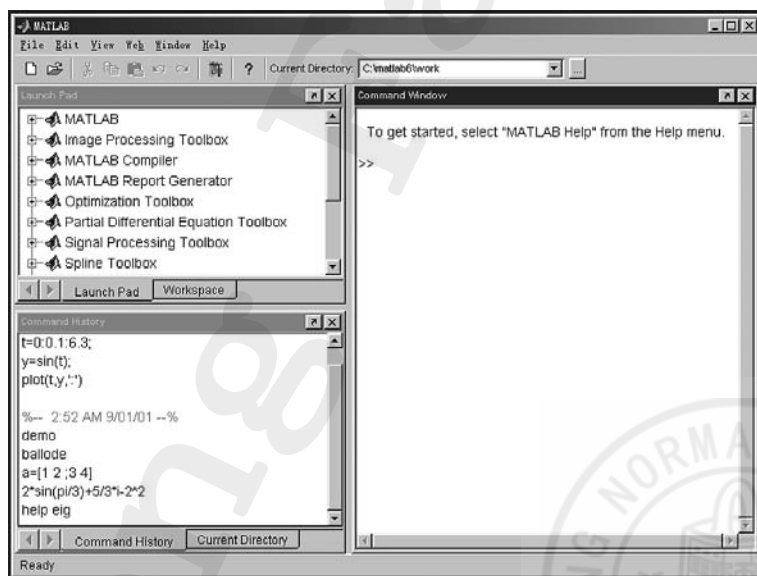 MATLAB
File Edit View Web Window Help
? Current Directory: C:\matlab6\work ...
Launch Pad
MATLAB
Image Processing Toolbox
MATLAB Compiler
MATLAB Report Generator
Optimization Toolbox
Partial Differential Equation Toolbox
Signal Processing Toolbox
Spline Toolbox
Launch Pad Workspace
Command History
t=0:0.1:6.3;
y=sin(t);
plot(t,y,':')
%-- 2:52 AM 9/01/01 --%
demo
ballode
a=[1 2 ;3 4]
2*sin(pi/3)+5/3*i-2^2
help eig
Command History Current Directory
Command Window
To get started, select "MATLAB Help" from the Help menu.
>>
Ready